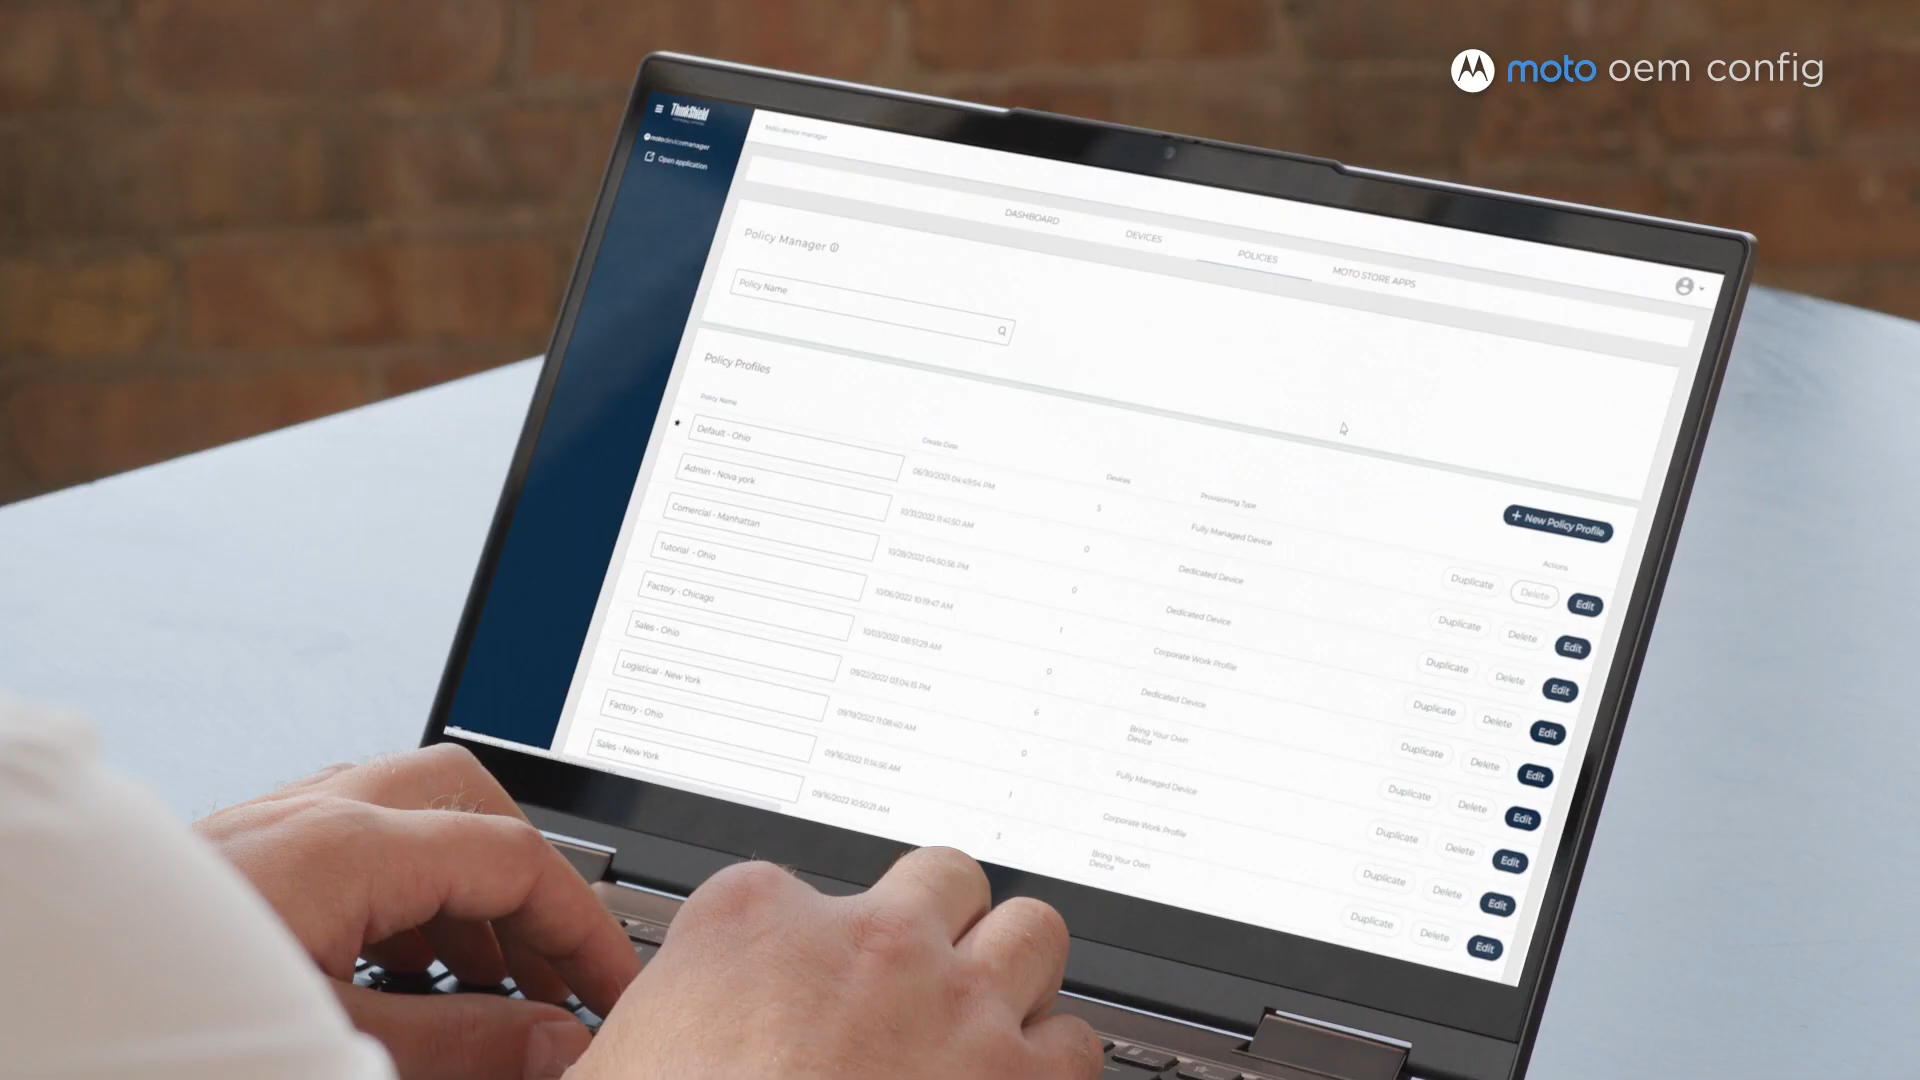 moto oem config
ThinkShield
motodevicemanager
Open application
Moto device manager
DASHBOARD
DEVICES
POLICIES
MOTO STORE APPS
Policy Manager
Policy Name
Policy Profiles
+ New Policy Profile
Policy Name
Create Date
Devices
Provisioning Type
Actions
Default - Ohio 06/30/2021 04:49:54 PM 5 Fully Managed Device Duplicate Delete Edit
Admin - Nova york 10/31/2022 11:41:50 AM 0 Dedicated Device Duplicate Delete Edit
Comercial - Manhattan 10/28/2022 04:50:56 PM 0 Dedicated Device Duplicate Delete Edit
Tutorial - Ohio 10/06/2022 10:19:47 AM 1 Corporate Work Profile Duplicate Delete Edit
Factory - Chicago 10/03/2022 08:51:29 AM 0 Dedicated Device Duplicate Delete Edit
Sales - Ohio 09/22/2022 03:04:15 PM 6 Bring Your Own
Device Duplicate Delete Edit
Logistical - New York 09/19/2022 11:08:40 AM 0 Fully Managed Device Duplicate Delete Edit
Factory - Ohio 09/16/2022 11:14:56 AM 1 Corporate Work Profile Duplicate Delete Edit
Sales - New York 09/16/2022 10:50:21 AM 3 Bring Your Own
Device Duplicate Delete Edit